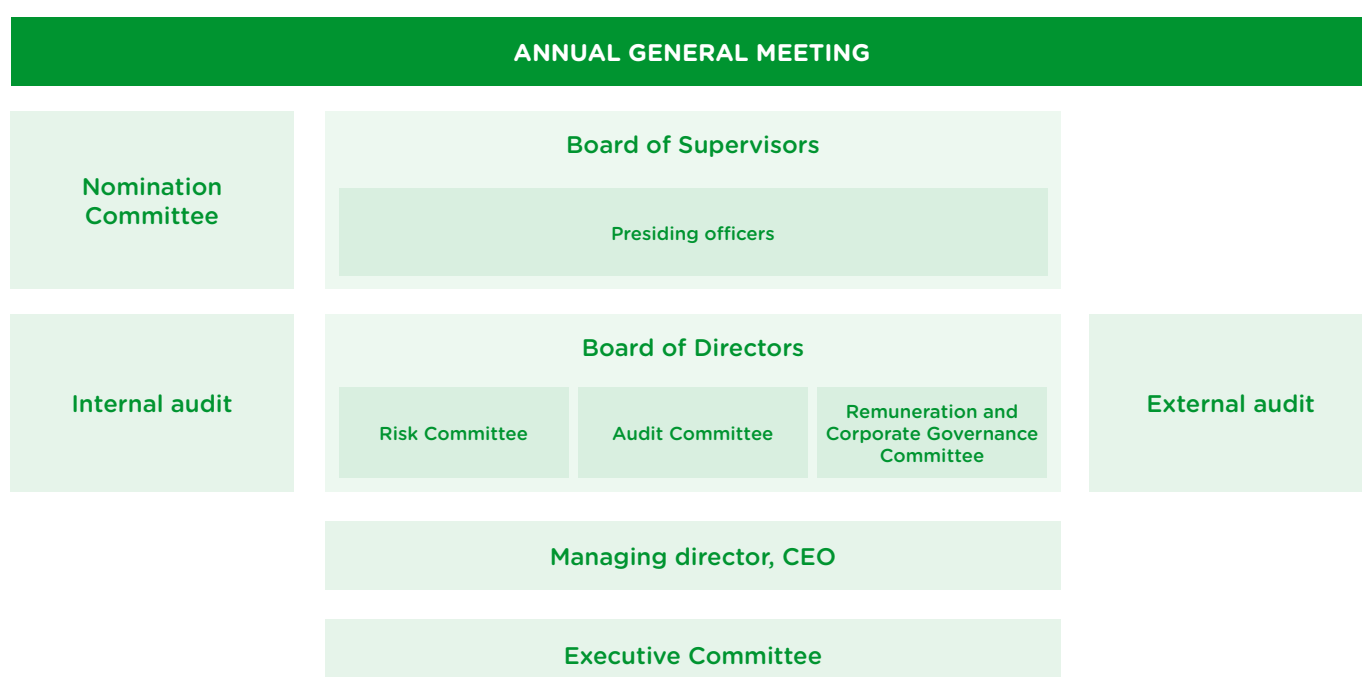 ANNUAL GENERAL MEETING
Nomination
Committee
Board of Supervisors
Presiding officers
Internal audit
Board of Directors
Risk Committee
Audit Committee
Remuneration and
Corporate Governance
Committee
External audit
Managing director, CEO
Executive Committee